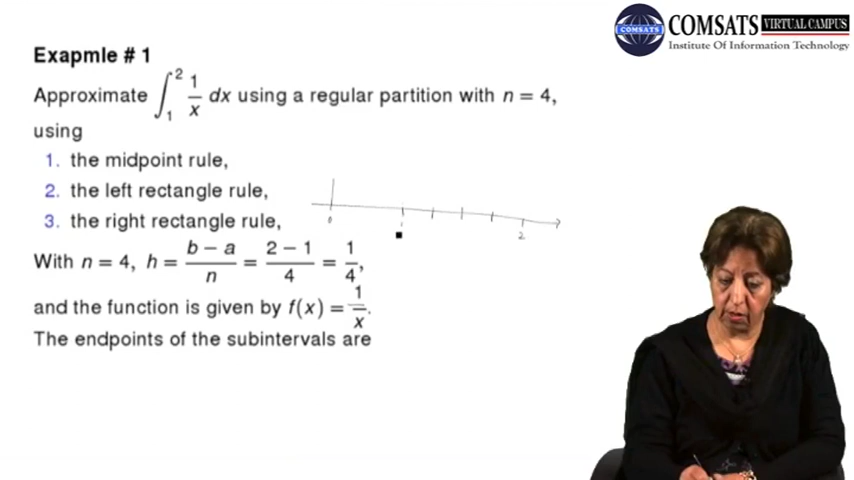 COMSATS VIRTUAL CAMPUS
COMSATS
Institute Of Information Technology
Exapmle # 1
Approximate ∫₁² 1/x dx using a regular partition with n = 4,
using
1. the midpoint rule,
2. the left rectangle rule,
3. the right rectangle rule,
0 1 2
With n = 4, h = (b − a)/n = (2 − 1)/4 = 1/4,
and the function is given by f(x) = 1/x.
The endpoints of the subintervals are